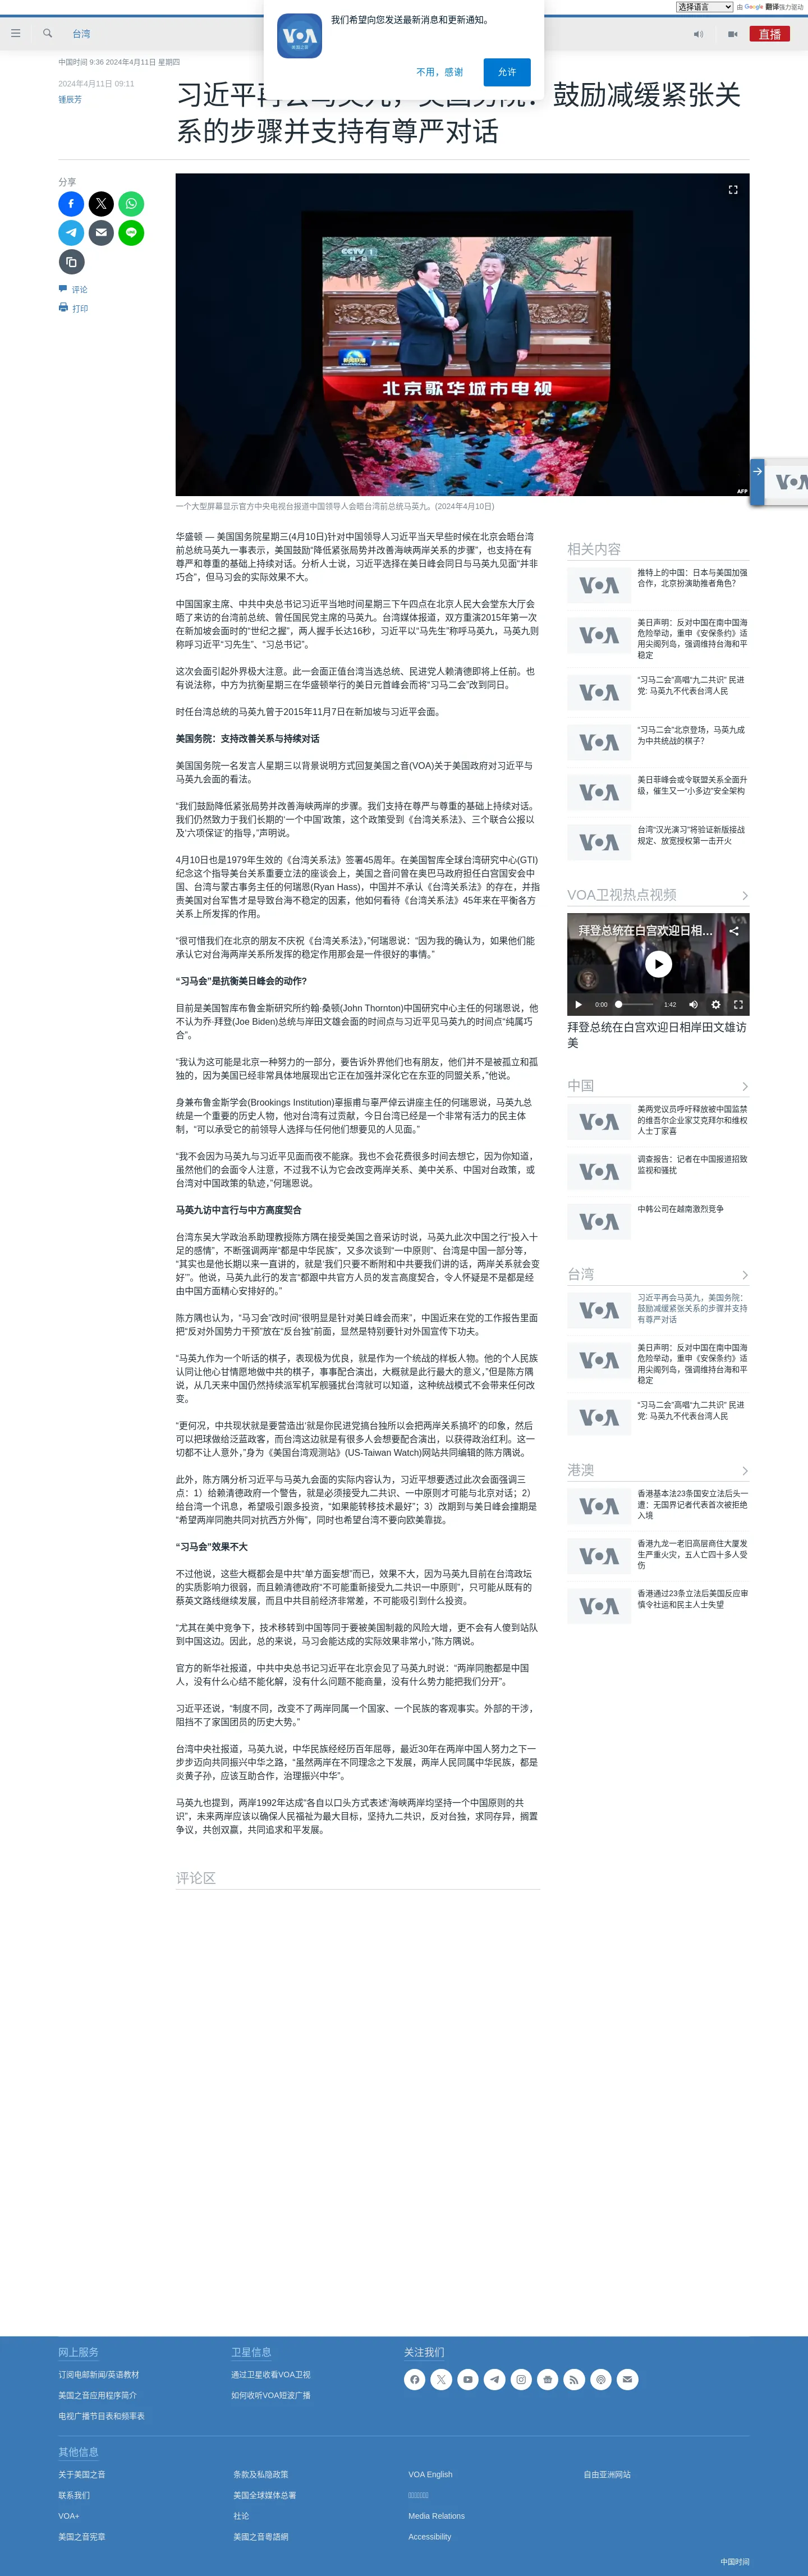 选择语言 由 Google 翻译强力驱动
我们希望向您发送最新消息和更新通知。
不用，感谢
允许
VOA
台湾
直播
中国时间 9:36 2024年4月11日 星期四
2024年4月11日 09:11
锺辰芳
鼓励减缓紧张关
系的步骤并支持有尊严对话
分享
评论
打印
CCTV 1
新闻联播
北京歌华城市电视
AFP
一个大型屏幕显示官方中央电视台报道中国领导人会晤台湾前总统马英九。(2024年4月10日)
华盛顿 — 美国国务院星期三(4月10日)针对中国领导人习近平当天早些时候在北京会晤台湾
前总统马英九一事表示，美国鼓励“降低紧张局势并改善海峡两岸关系的步骤”，也支持在有
尊严和尊重的基础上持续对话。分析人士说，习近平选择在美日峰会同日与马英九见面“并非
巧合”，但马习会的实际效果不大。
中国国家主席、中共中央总书记习近平当地时间星期三下午四点在北京人民大会堂东大厅会
晤了来访的台湾前总统、曾任国民党主席的马英九。台湾媒体报道，双方重演2015年第一次
在新加坡会面时的“世纪之握”，两人握手长达16秒，习近平以“马先生”称呼马英九，马英九则
称呼习近平“习先生”、“习总书记”。
这次会面引起外界极大注意。此一会面正值台湾当选总统、民进党人赖清德即将上任前。也
有说法称，中方为抗衡星期三在华盛顿举行的美日元首峰会而将“习马二会”改到同日。
时任台湾总统的马英九曾于2015年11月7日在新加坡与习近平会面。
美国务院：支持改善关系与持续对话
美国国务院一名发言人星期三以背景说明方式回复美国之音(VOA)关于美国政府对习近平与
马英九会面的看法。
“我们鼓励降低紧张局势并改善海峡两岸的步骤。我们支持在尊严与尊重的基础上持续对话。
我们仍然致力于我们长期的‘一个中国’政策，这个政策受到《台湾关系法》、三个联合公报以
及‘六项保证’的指导，”声明说。
4月10日也是1979年生效的《台湾关系法》签署45周年。在美国智库全球台湾研究中心(GTI)
纪念这个指导美台关系重要立法的座谈会上，美国之音问曾在奥巴马政府担任白宫国安会中
国、台湾与蒙古事务主任的何瑞恩(Ryan Hass)，中国并不承认《台湾关系法》的存在，并指
责美国对台军售才是导致台海不稳定的因素，他如何看待《台湾关系法》45年来在平衡各方
关系上所发挥的作用。
“很可惜我们在北京的朋友不庆祝《台湾关系法》，”何瑞恩说：“因为我的确认为，如果他们能
承认它对台海两岸关系所发挥的稳定作用那会是一件很好的事情。”
“习马会”是抗衡美日峰会的动作?
目前是美国智库布鲁金斯研究所约翰·桑顿(John Thornton)中国研究中心主任的何瑞恩说，他
不认为乔·拜登(Joe Biden)总统与岸田文雄会面的时间点与习近平见马英九的时间点“纯属巧
合”。
“我认为这可能是北京一种努力的一部分，要告诉外界他们也有朋友，他们并不是被孤立和孤
独的，因为美国已经非常具体地展现出它正在加强并深化它在东亚的同盟关系，”他说。
身兼布鲁金斯学会(Brookings Institution)辜振甫与辜严倬云讲座主任的何瑞恩说，马英九总
统是一个重要的历史人物，他对台湾有过贡献，今日台湾已经是一个非常有活力的民主体
制，“可以承受它的前领导人选择与任何他们想要见的人见面。”
“我不会因为马英九与习近平见面而夜不能寐。我也不会花费很多时间去想它，因为你知道，
虽然他们的会面令人注意，不过我不认为它会改变两岸关系、美中关系、中国对台政策，或
台湾对中国政策的轨迹，”何瑞恩说。
马英九访中言行与中方高度契合
台湾东吴大学政治系助理教授陈方隅在接受美国之音采访时说，马英九此次中国之行“投入十
足的感情”，不断强调两岸“都是中华民族”，又多次谈到“一中原则”、台湾是中国一部分等，
“其实也是他长期以来一直讲的，就是‘我们只要不断附和中共要我们讲的话，两岸关系就会变
好’”。他说，马英九此行的发言“都跟中共官方人员的发言高度契合，令人怀疑是不是都是经
由中国方面精心安排好的。”
陈方隅也认为，“马习会”改时间“很明显是针对美日峰会而来”，中国近来在党的工作报告里面
把“反对外国势力干预”放在“反台独”前面，显然是特别要针对外国宣传下功夫。
“马英九作为一个听话的棋子，表现极为优良，就是作为一个统战的样板人物。他的个人民族
认同让他心甘情愿地做中共的棋子，事事配合演出，大概就是此行最大的意义，”但是陈方隅
说，从几天来中国仍然持续派军机军舰骚扰台湾就可以知道，这种统战模式不会带来任何改
变。
“更何况，中共现状就是要营造出‘就是你民进党搞台独所以会把两岸关系搞坏’的印象，然后
可以把球做给泛蓝政客，而台湾这边就是有很多人会想要配合演出，以获得政治红利。这一
切都不让人意外，”身为《美国台湾观测站》(US-Taiwan Watch)网站共同编辑的陈方隅说。
此外，陈方隅分析习近平与马英九会面的实际内容认为，习近平想要透过此次会面强调三
点：1）给赖清德政府一个警告，就是必须接受九二共识、一中原则才可能与北京对话；2）
给台湾一个讯息，希望吸引跟多投资，“如果能转移技术最好”；3）改期到与美日峰会撞期是
“希望两岸同胞共同对抗西方外侮”，同时也希望台湾不要向欧美靠拢。
“习马会”效果不大
不过他说，这些大概都会是中共“单方面妄想”而已，效果不大，因为马英九目前在台湾政坛
的实质影响力很弱，而且赖清德政府“不可能重新接受九二共识一中原则”，只可能从既有的
蔡英文路线继续发展，而且中共目前经济非常差，不可能吸引到什么投资。
“尤其在美中竞争下，技术移转到中国等同于要被美国制裁的风险大增，更不会有人傻到站队
到中国这边。因此，总的来说，马习会能达成的实际效果非常小，”陈方隅说。
官方的新华社报道，中共中央总书记习近平在北京会见了马英九时说：“两岸同胞都是中国
人，没有什么心结不能化解，没有什么问题不能商量，没有什么势力能把我们分开”。
习近平还说，“制度不同，改变不了两岸同属一个国家、一个民族的客观事实。外部的干涉，
阻挡不了家国团员的历史大势。”
台湾中央社报道，马英九说，中华民族经经历百年屈辱，最近30年在两岸中国人努力之下一
步步迈向共同振兴中华之路，“虽然两岸在不同理念之下发展，两岸人民同属中华民族，都是
炎黄子孙，应该互助合作，治理振兴中华”。
马英九也提到，两岸1992年达成“各自以口头方式表述‘海峡两岸均坚持一个中国原则的共
识”，未来两岸应该以确保人民福祉为最大目标，坚持九二共识，反对台独，求同存异，搁置
争议，共创双赢，共同追求和平发展。
评论区
相关内容
推特上的中国：日本与美国加强
合作，北京扮演助推者角色?
美日声明：反对中国在南中国海
危险举动，重申《安保条约》适
用尖阁列岛，强调维持台海和平
稳定
“习马二会”高唱“九二共识” 民进
党: 马英九不代表台湾人民
“习马二会”北京登场，马英九成
为中共统战的棋子?
美日菲峰会或令联盟关系全面升
级，催生又一“小多边”安全架构
台湾“汉光演习”将验证新版接战
规定、放宽授权第一击开火
VOA卫视热点视频
拜登总统在白宫欢迎日相…
0:00
1:42
拜登总统在白宫欢迎日相岸田文雄访
美
中国
美两党议员呼吁释放被中国监禁
的维吾尔企业家艾克拜尔和维权
人士丁家喜
调查报告：记者在中国报道招致
监视和骚扰
中韩公司在越南激烈竞争
台湾
习近平再会马英九，美国务院：
鼓励减缓紧张关系的步骤并支持
有尊严对话
美日声明：反对中国在南中国海
危险举动，重申《安保条约》适
用尖阁列岛，强调维持台海和平
稳定
“习马二会”高唱“九二共识” 民进
党: 马英九不代表台湾人民
港澳
香港基本法23条国安立法后头一
遭：无国界记者代表首次被拒绝
入境
香港九龙一老旧高层商住大厦发
生严重火灾，五人亡四十多人受
伤
香港通过23条立法后美国反应审
慎令社运和民主人士失望
网上服务
订阅电邮新闻/英语教材
美国之音应用程序简介
电视广播节目表和频率表
卫星信息
通过卫星收看VOA卫视
如何收听VOA短波广播
关注我们
其他信息
关于美国之音
联系我们
VOA+
美国之音宪章
条款及私隐政策
美国全球媒体总署
社论
美國之音粵語網
VOA English
Media Relations
Accessibility
自由亚洲网站
中国时间